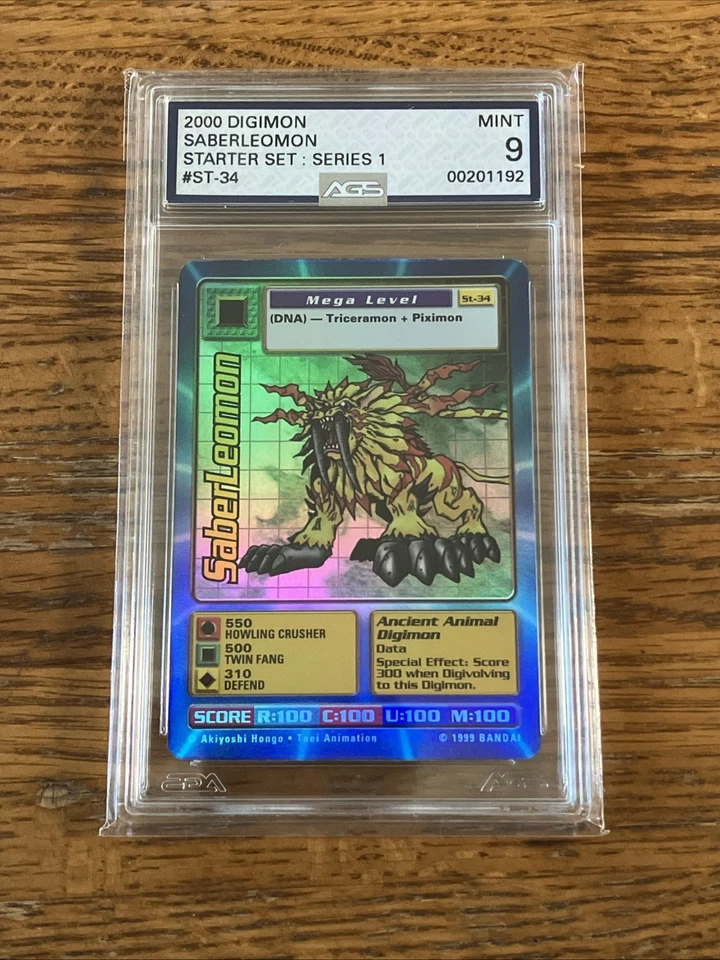 2000 DIGIMON MINT
SABERLEOMON 9
STARTER SET : SERIES 1
#ST-34 AGS 00201192
Mega Level St-34
(DNA) — Triceramon + Piximon
SaberLeomon
550
HOWLING CRUSHER
500
TWIN FANG
310
DEFEND
Ancient Animal
Digimon
Data
Special Effect: Score
300 when Digivolving
to this Digimon.
SCORE R:100 C:100 U:100 M:100
Akiyoshi Hongo • Toei Animation © 1999 BANDAI
AGS AGS